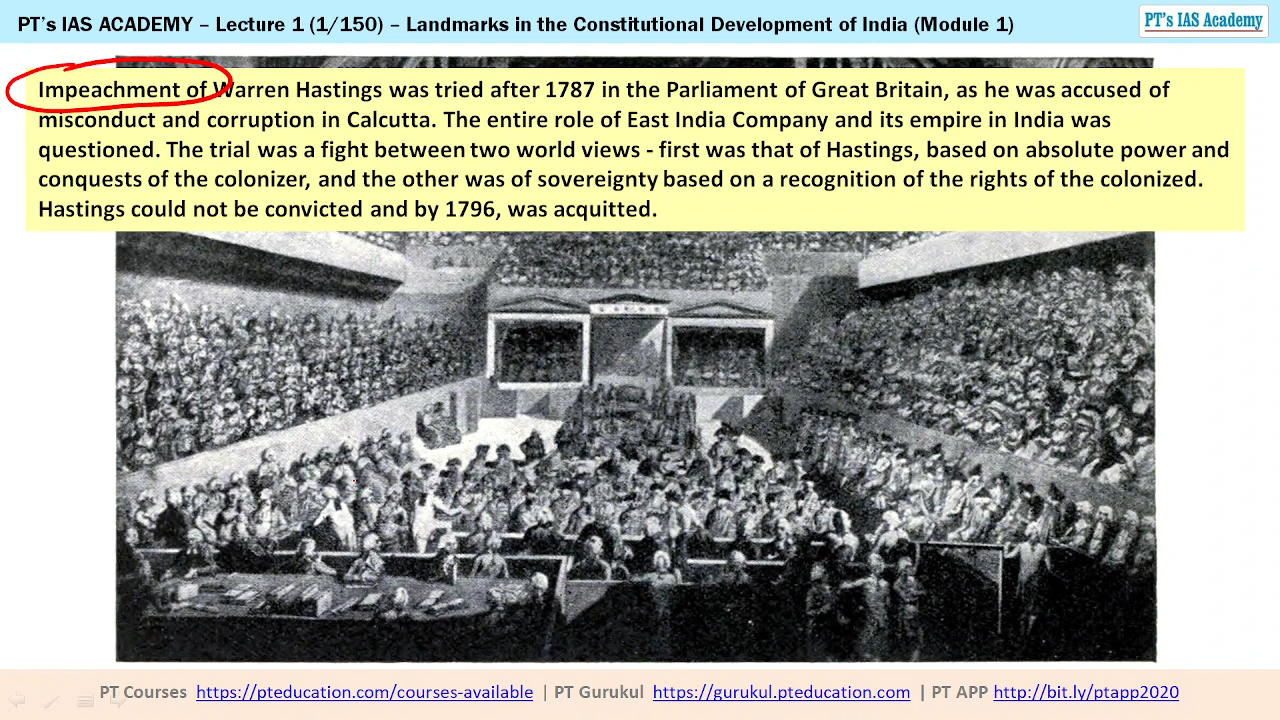 PT's IAS ACADEMY – Lecture 1 (1/150) – Landmarks in the Constitutional Development of India (Module 1)
PT's IAS Academy
Impeachment of Warren Hastings was tried after 1787 in the Parliament of Great Britain, as he was accused of
misconduct and corruption in Calcutta. The entire role of East India Company and its empire in India was
questioned. The trial was a fight between two world views - first was that of Hastings, based on absolute power and
conquests of the colonizer, and the other was of sovereignty based on a recognition of the rights of the colonized.
Hastings could not be convicted and by 1796, was acquitted.
PT Courses https://pteducation.com/courses-available | PT Gurukul https://gurukul.pteducation.com | PT APP http://bit.ly/ptapp2020